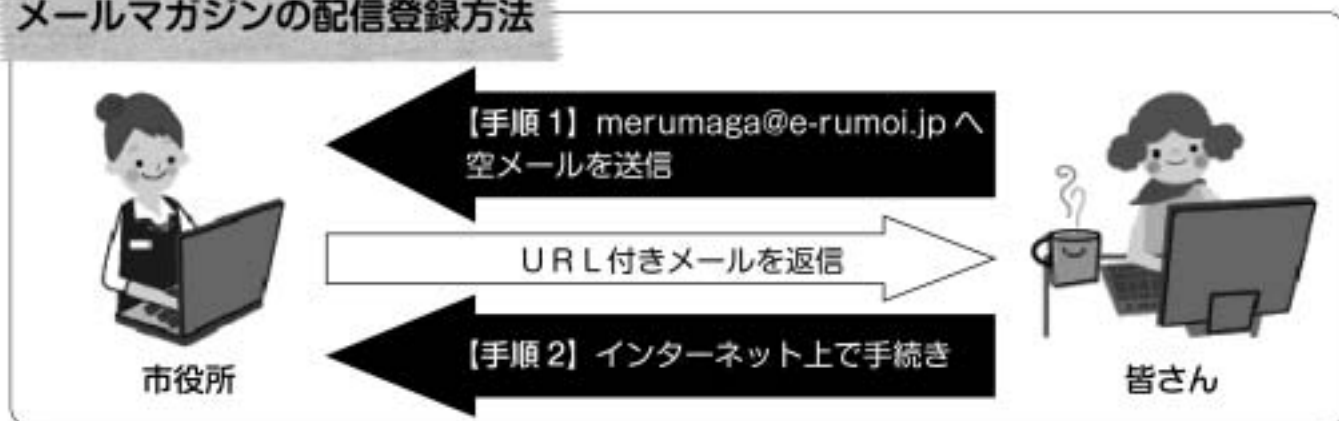 メールマガジンの配信登録方法
【手順1】merumaga@e-rumoi.jp へ
空メールを送信
ＵＲＬ付きメールを返信
【手順2】インターネット上で手続き
市役所
皆さん